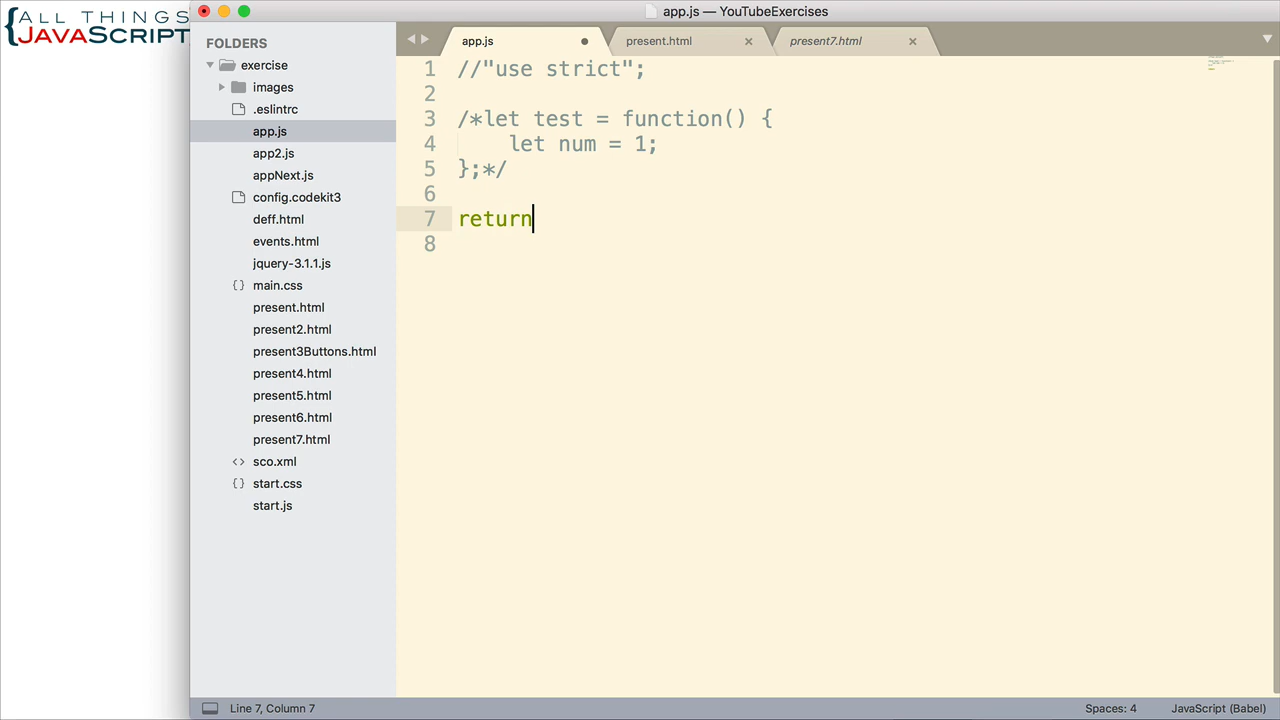 {ALL THINGS
JAVASCRIPT
app.js — YouTubeExercises
FOLDERS
exercise
images
.eslintrc
app.js
app2.js
appNext.js
config.codekit3
deff.html
events.html
jquery-3.1.1.js
{} main.css
present.html
present2.html
present3Buttons.html
present4.html
present5.html
present6.html
present7.html
<> sco.xml
{} start.css
start.js
app.js
present.html
present7.html
1 //"use strict";
2
3 /*let test = function() {
4 let num = 1;
5 };*/
6
7 return
8
Line 7, Column 7
Spaces: 4
JavaScript (Babel)